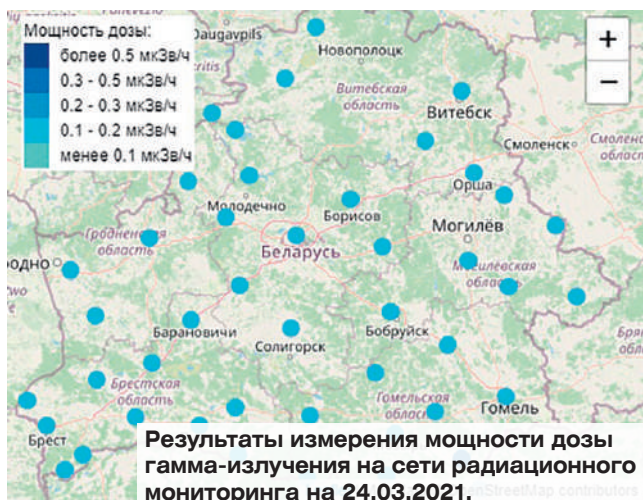 Мощность дозы:
более 0.5 мкЗв/ч
0.3 - 0.5 мкЗв/ч
0.2 - 0.3 мкЗв/ч
0.1 - 0.2 мкЗв/ч
менее 0.1 мкЗв/ч
Daugavpils
+
−
Новополоцк
Витебская
область
Витебск
Смоленск
Орша
Молодечно
Борисов
Могилёв
Гродненская
область
Беларусь
Могилёвская
область
одно
Барановичи
Бобруйск
Солигорск
Брестская
область
Гомельская
область
Гомель
Брест
Результаты измерения мощности дозы
гамма-излучения на сети радиационного
мониторинга на 24.03.2021.
StreetMap contributors